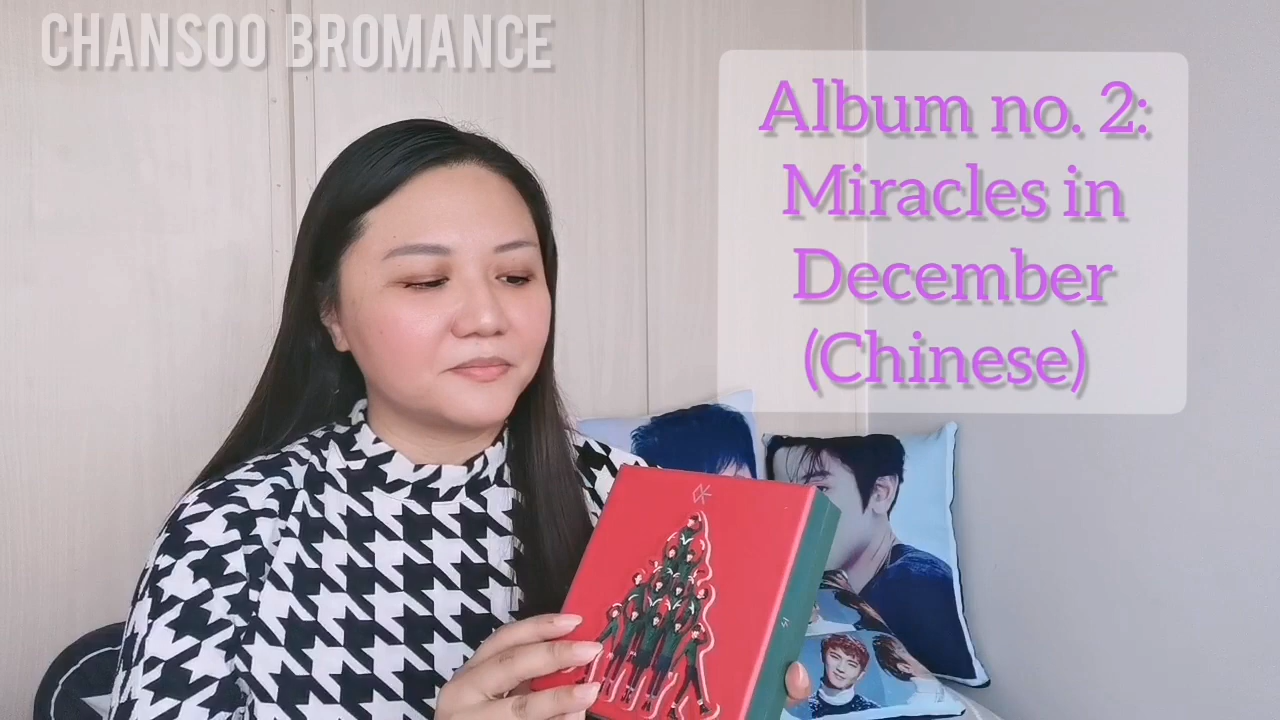 CHANSOO BROMANCE
Album no. 2:
Miracles in
December
(Chinese)